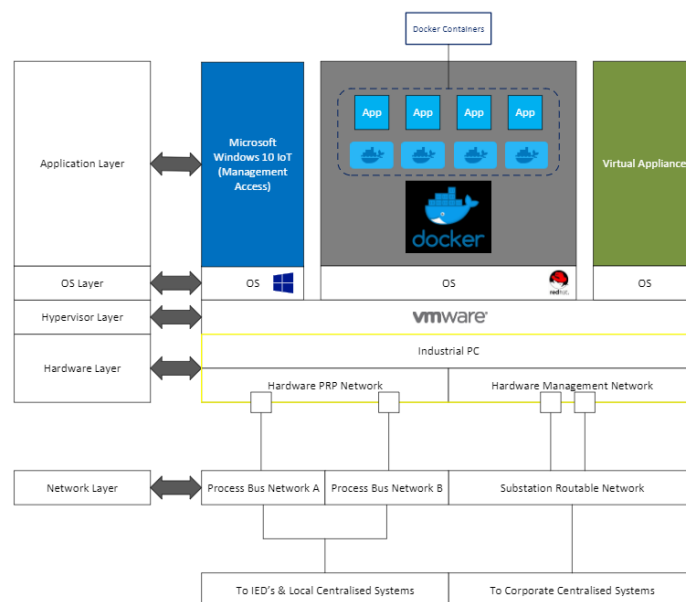 Docker Containers
Application Layer
Microsoft
Windows 10 IoT
(Management
Access)
App
App
App
App
docker
Virtual Appliance
OS Layer
OS
OS
redhat.
OS
Hypervisor Layer
vmware
Hardware Layer
Industrial PC
Hardware PRP Network
Hardware Management Network
Network Layer
Process Bus Network A
Process Bus Network B
Substation Routable Network
To IED's & Local Centralised Systems
To Corporate Centralised Systems